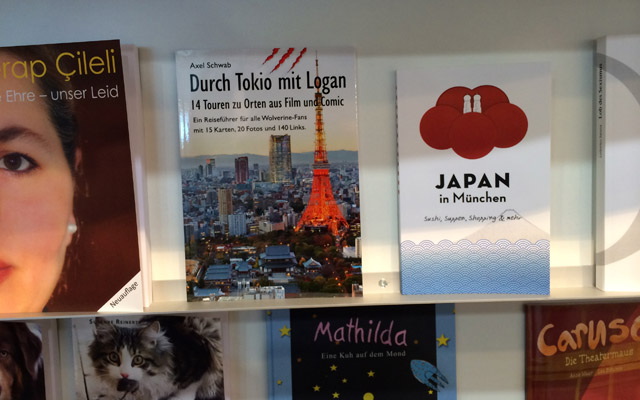 rap Çileli
e Ehre – unser Leid
Neuauflage
Axel Schwab
Durch Tokio mit Logan
14 Touren zu Orten aus Film und Comic
Ein Reiseführer für alle Wolverine-Fans
mit 15 Karten, 20 Fotos und 140 Links.
JAPAN
in München
Sushi, Suppen, Shopping & mehr
Mathilda
Eine Kuh auf dem Mond
Caruso
Die Theatermaus